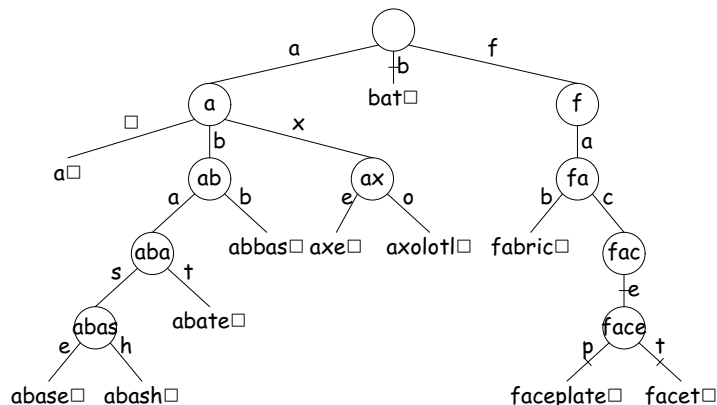 a b f
bat□
a f
□ b x a
a□ ab ax fa
a b e o b c
abbas□ axe□ axolotl□ fabric□
aba fac
s t e
abate□
abas face
e h p t
abase□ abash□ faceplate□ facet□